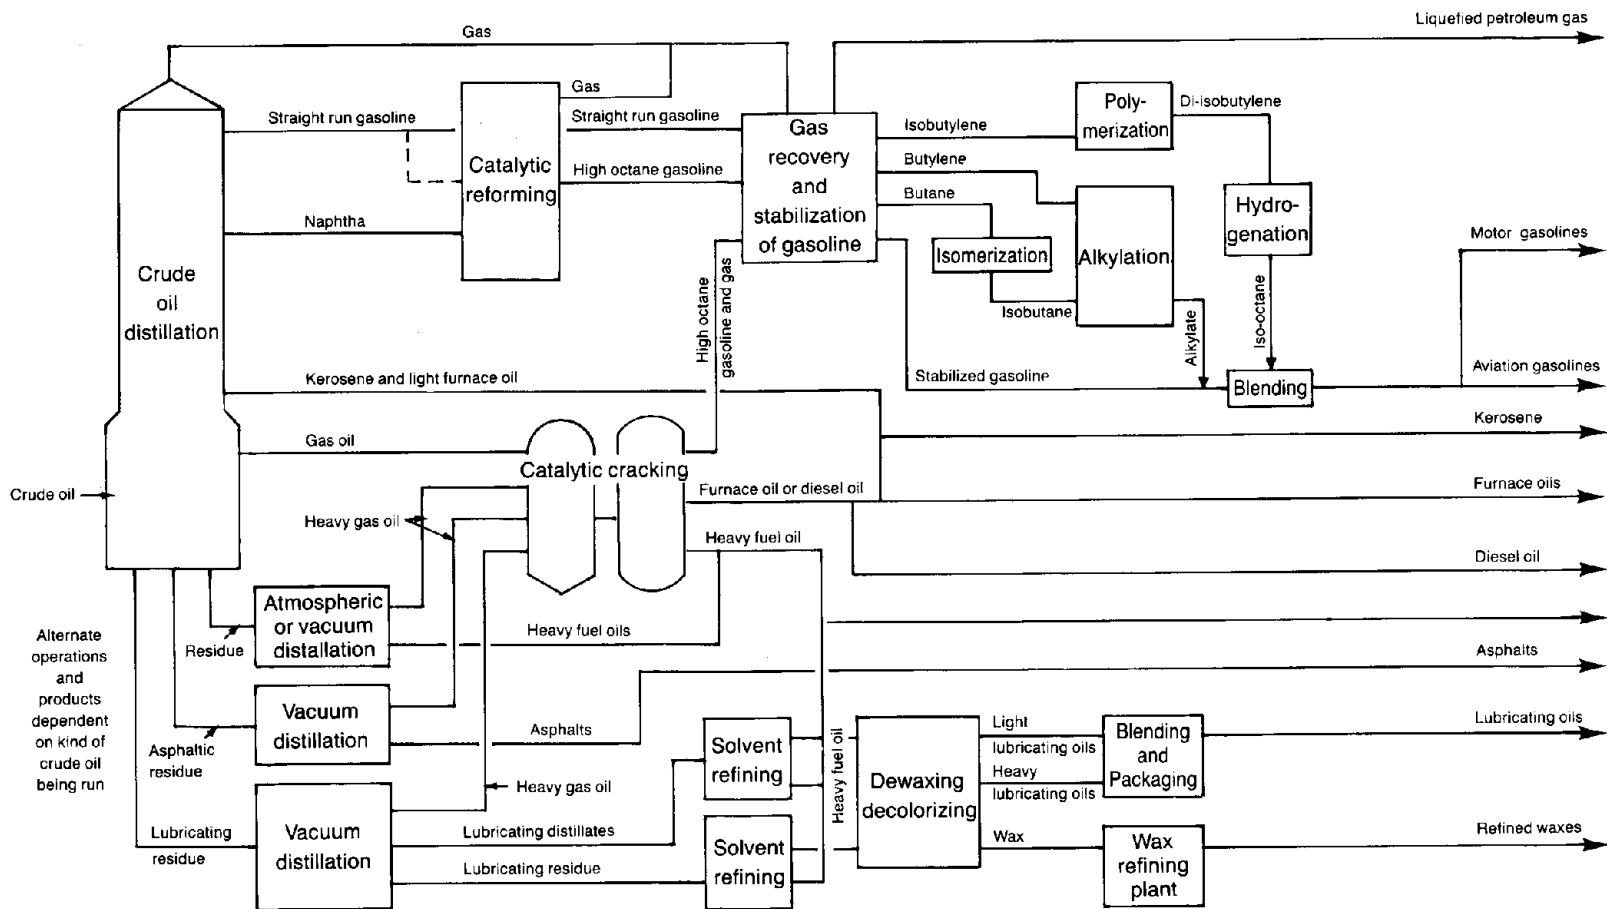 Liquefied petroleum gas
Gas
Gas
Straight run gasoline
Straight run gasoline
High octane gasoline
Naphtha
Catalytic
reforming
Crude
oil
distillation
Gas
recovery
and
stabilization
of gasoline
Isobutylene
Butylene
Butane
Poly-
merization
Di-isobutylene
Isomerization
Isobutane
Alkylation
Alkylate
Hydro-
genation
Iso-octane
Motor gasolines
High octane
gasoline and gas
Stabilized gasoline
Blending
Aviation gasolines
Kerosene and light furnace oil
Kerosene
Gas oil
Catalytic cracking
Crude oil
Heavy gas oil
Furnace oil or diesel oil
Furnace oils
Heavy fuel oil
Diesel oil
Atmospheric
or vacuum
distallation
Residue
Heavy fuel oils
Alternate
operations
and
products
dependent
on kind of
crude oil
being run
Asphalts
Vacuum
distillation
Asphaltic
residue
Asphalts
Heavy gas oil
Solvent
refining
Heavy fuel oil
Dewaxing
decolorizing
Light
lubricating oils
Heavy
lubricating oils
Blending
and
Packaging
Lubricating oils
Lubricating
residue
Vacuum
distillation
Lubricating distillates
Lubricating residue
Solvent
refining
Wax
Wax
refining
plant
Refined waxes